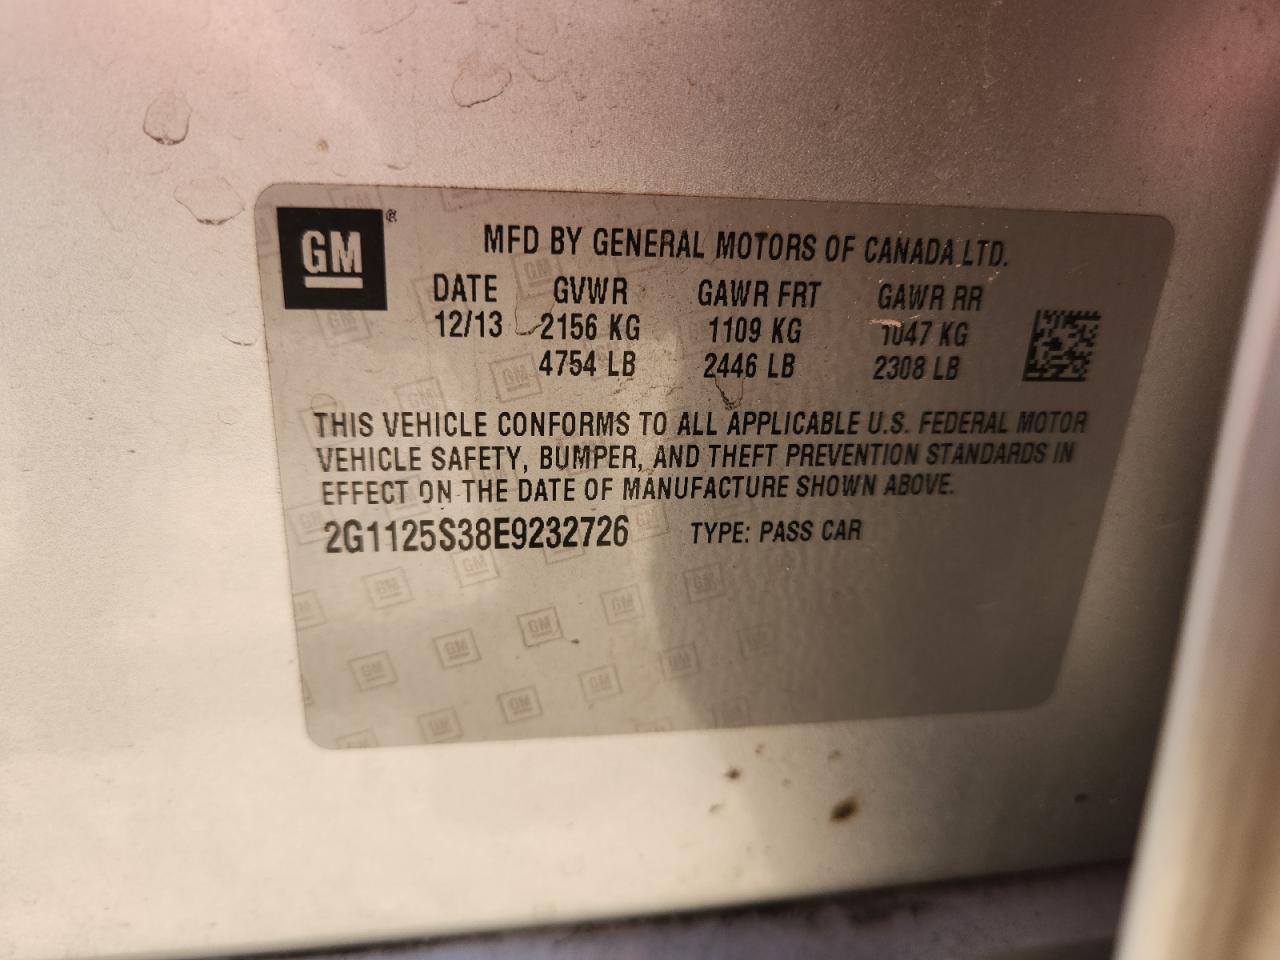 GM ®
MFD BY GENERAL MOTORS OF CANADA LTD.
DATE GVWR GAWR FRT GAWR RR
12/13 2156 KG 1109 KG 1047 KG
4754 LB 2446 LB 2308 LB
THIS VEHICLE CONFORMS TO ALL APPLICABLE U.S. FEDERAL MOTOR
VEHICLE SAFETY, BUMPER, AND THEFT PREVENTION STANDARDS IN
EFFECT ON THE DATE OF MANUFACTURE SHOWN ABOVE.
2G1125S38E9232726 TYPE: PASS CAR